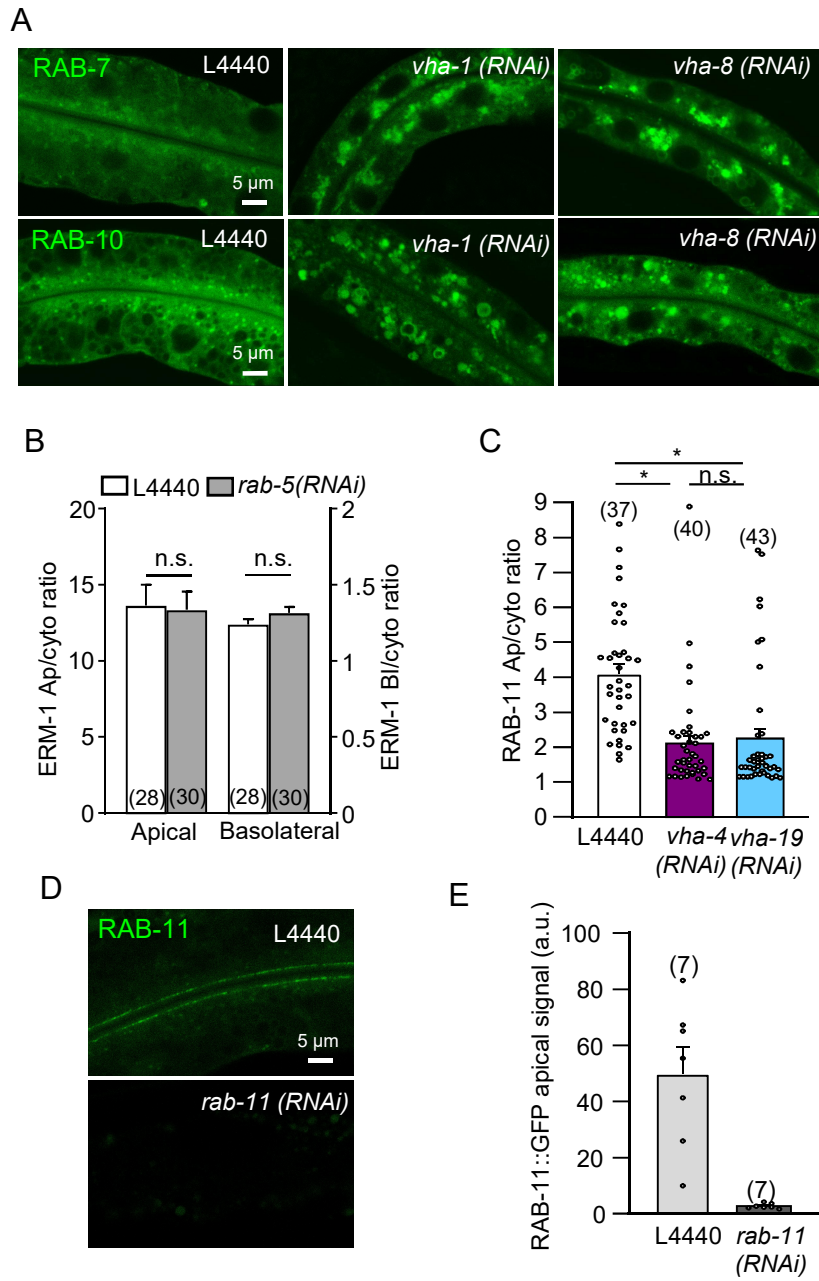 A
RAB-7
L4440
5 µm
vha-1 (RNAi)
vha-8 (RNAi)
RAB-10
L4440
5 µm
vha-1 (RNAi)
vha-8 (RNAi)
B
L4440
rab-5(RNAi)
ERM-1 Ap/cyto ratio
20
15
10
5
0
n.s.
n.s.
(28)
(30)
(28)
(30)
Apical
Basolateral
2
1.5
1
0.5
0
ERM-1 Bl/cyto ratio
C
*
*
n.s.
RAB-11 Ap/cyto ratio
9
8
7
6
5
4
3
2
1
0
(37)
(40)
(43)
L4440
vha-4
(RNAi)
vha-19
(RNAi)
D
RAB-11
L4440
5 µm
rab-11 (RNAi)
E
RAB-11::GFP apical signal (a.u.)
100
80
60
40
20
0
(7)
(7)
L4440
rab-11
(RNAi)